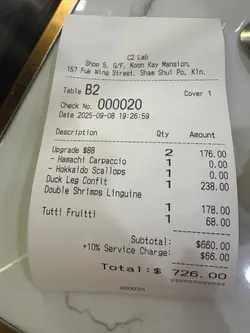 C2 Lab
Shop 5, G/F, Koon Kay Mansion,
157 Fuk Wing Street, Sham Shui Po, Kln.
Table B2 Cover 1
Check No. 000020
Date 2025-09-08 19:26:59
Description Qty Amount
Upgrade $88 2 176.00
- Hamachi Carpaccio 1 0.00
- Hokkaido Scallops 1 0.00
Duck Leg Confit 1 238.00
Double Shrimps Linguine
1 178.00
Tutti Fruitti 1 68.00
Subtotal: $660.00
+10% Service Charge: $66.00
Total:$ 726.00
==============
000020